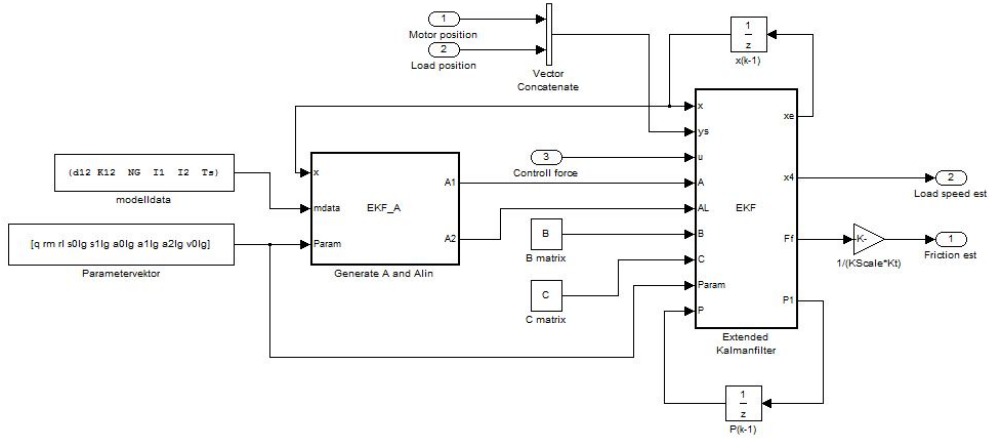 1
Motor position
2
Load position
Vector
Concatenate
1
z
x(k-1)
(d12 K12 NG I1 I2 Ts)
modelldata
[q rm rl s0lg s1lg a0lg a1lg a2lg v0lg]
Parametervektor
x
mdata
Param
EKF_A
A1
A2
Generate A and Alin
3
Controll force
B
B matrix
C
C matrix
x
ys
u
A
AL
B
C
Param
P
EKF
xe
x4
Ff
P1
Extended
Kalmanfilter
2
Load speed est
K-
1/(KScale*Kt)
1
Friction est
1
z
P(k-1)